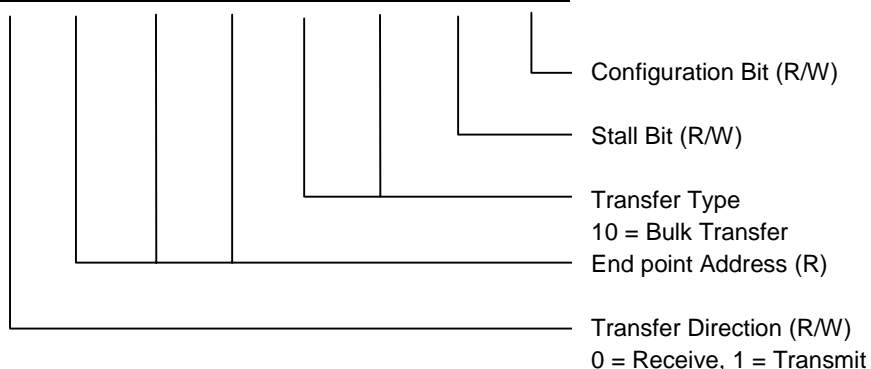 Configuration Bit (R/W)
Stall Bit (R/W)
Transfer Type
10 = Bulk Transfer
End point Address (R)
Transfer Direction (R/W)
0 = Receive, 1 = Transmit